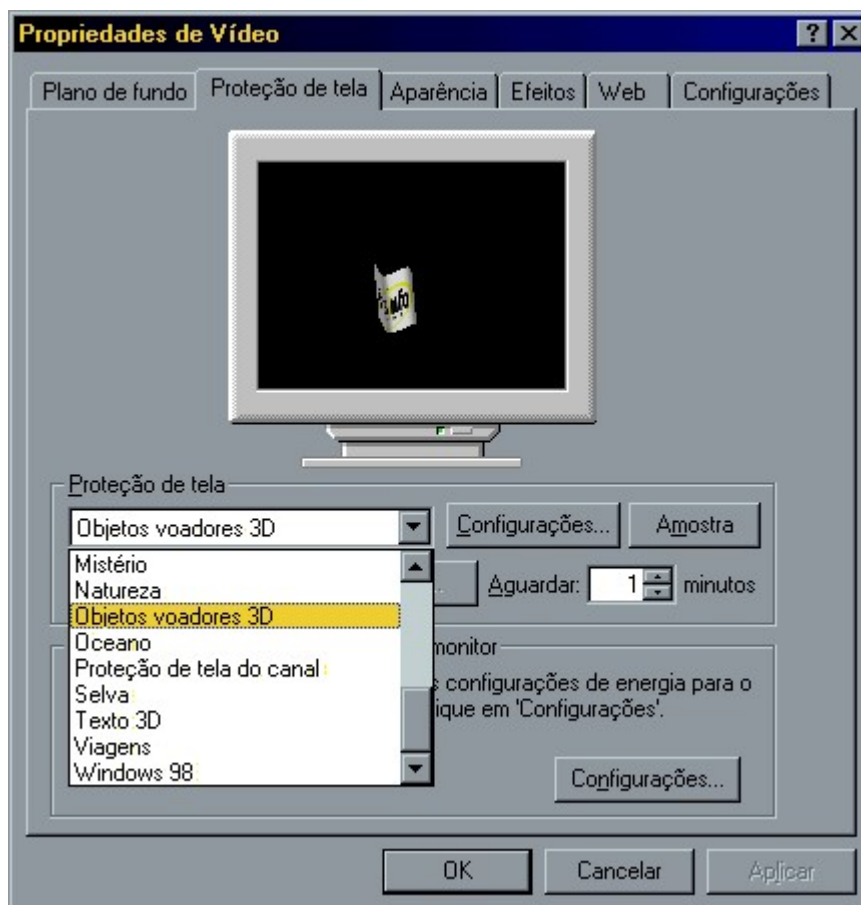 Propriedades de Vídeo
Plano de fundo Proteção de tela Aparência Efeitos Web Configurações
Proteção de tela
Objetos voadores 3D Configurações... Amostra
Mistério
Natureza
Objetos voadores 3D
Oceano
Proteção de tela do canal
Selva
Texto 3D
Viagens
Windows 98
Aguardar: 1 minutos
monitor
configurações de energia para o
ique em 'Configurações'.
Configurações...
OK Cancelar Aplicar